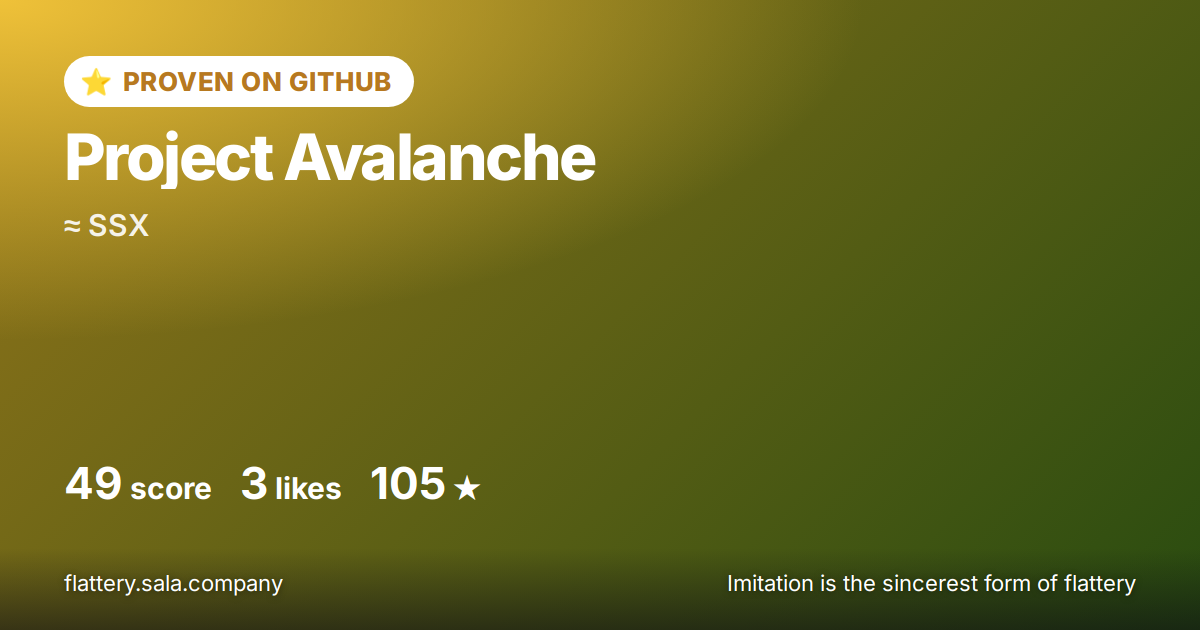 ⭐ PROVEN ON GITHUB
Project Avalanche
≈ SSX
49 score 3 likes 105 ★
flattery.sala.company
Imitation is the sincerest form of flattery